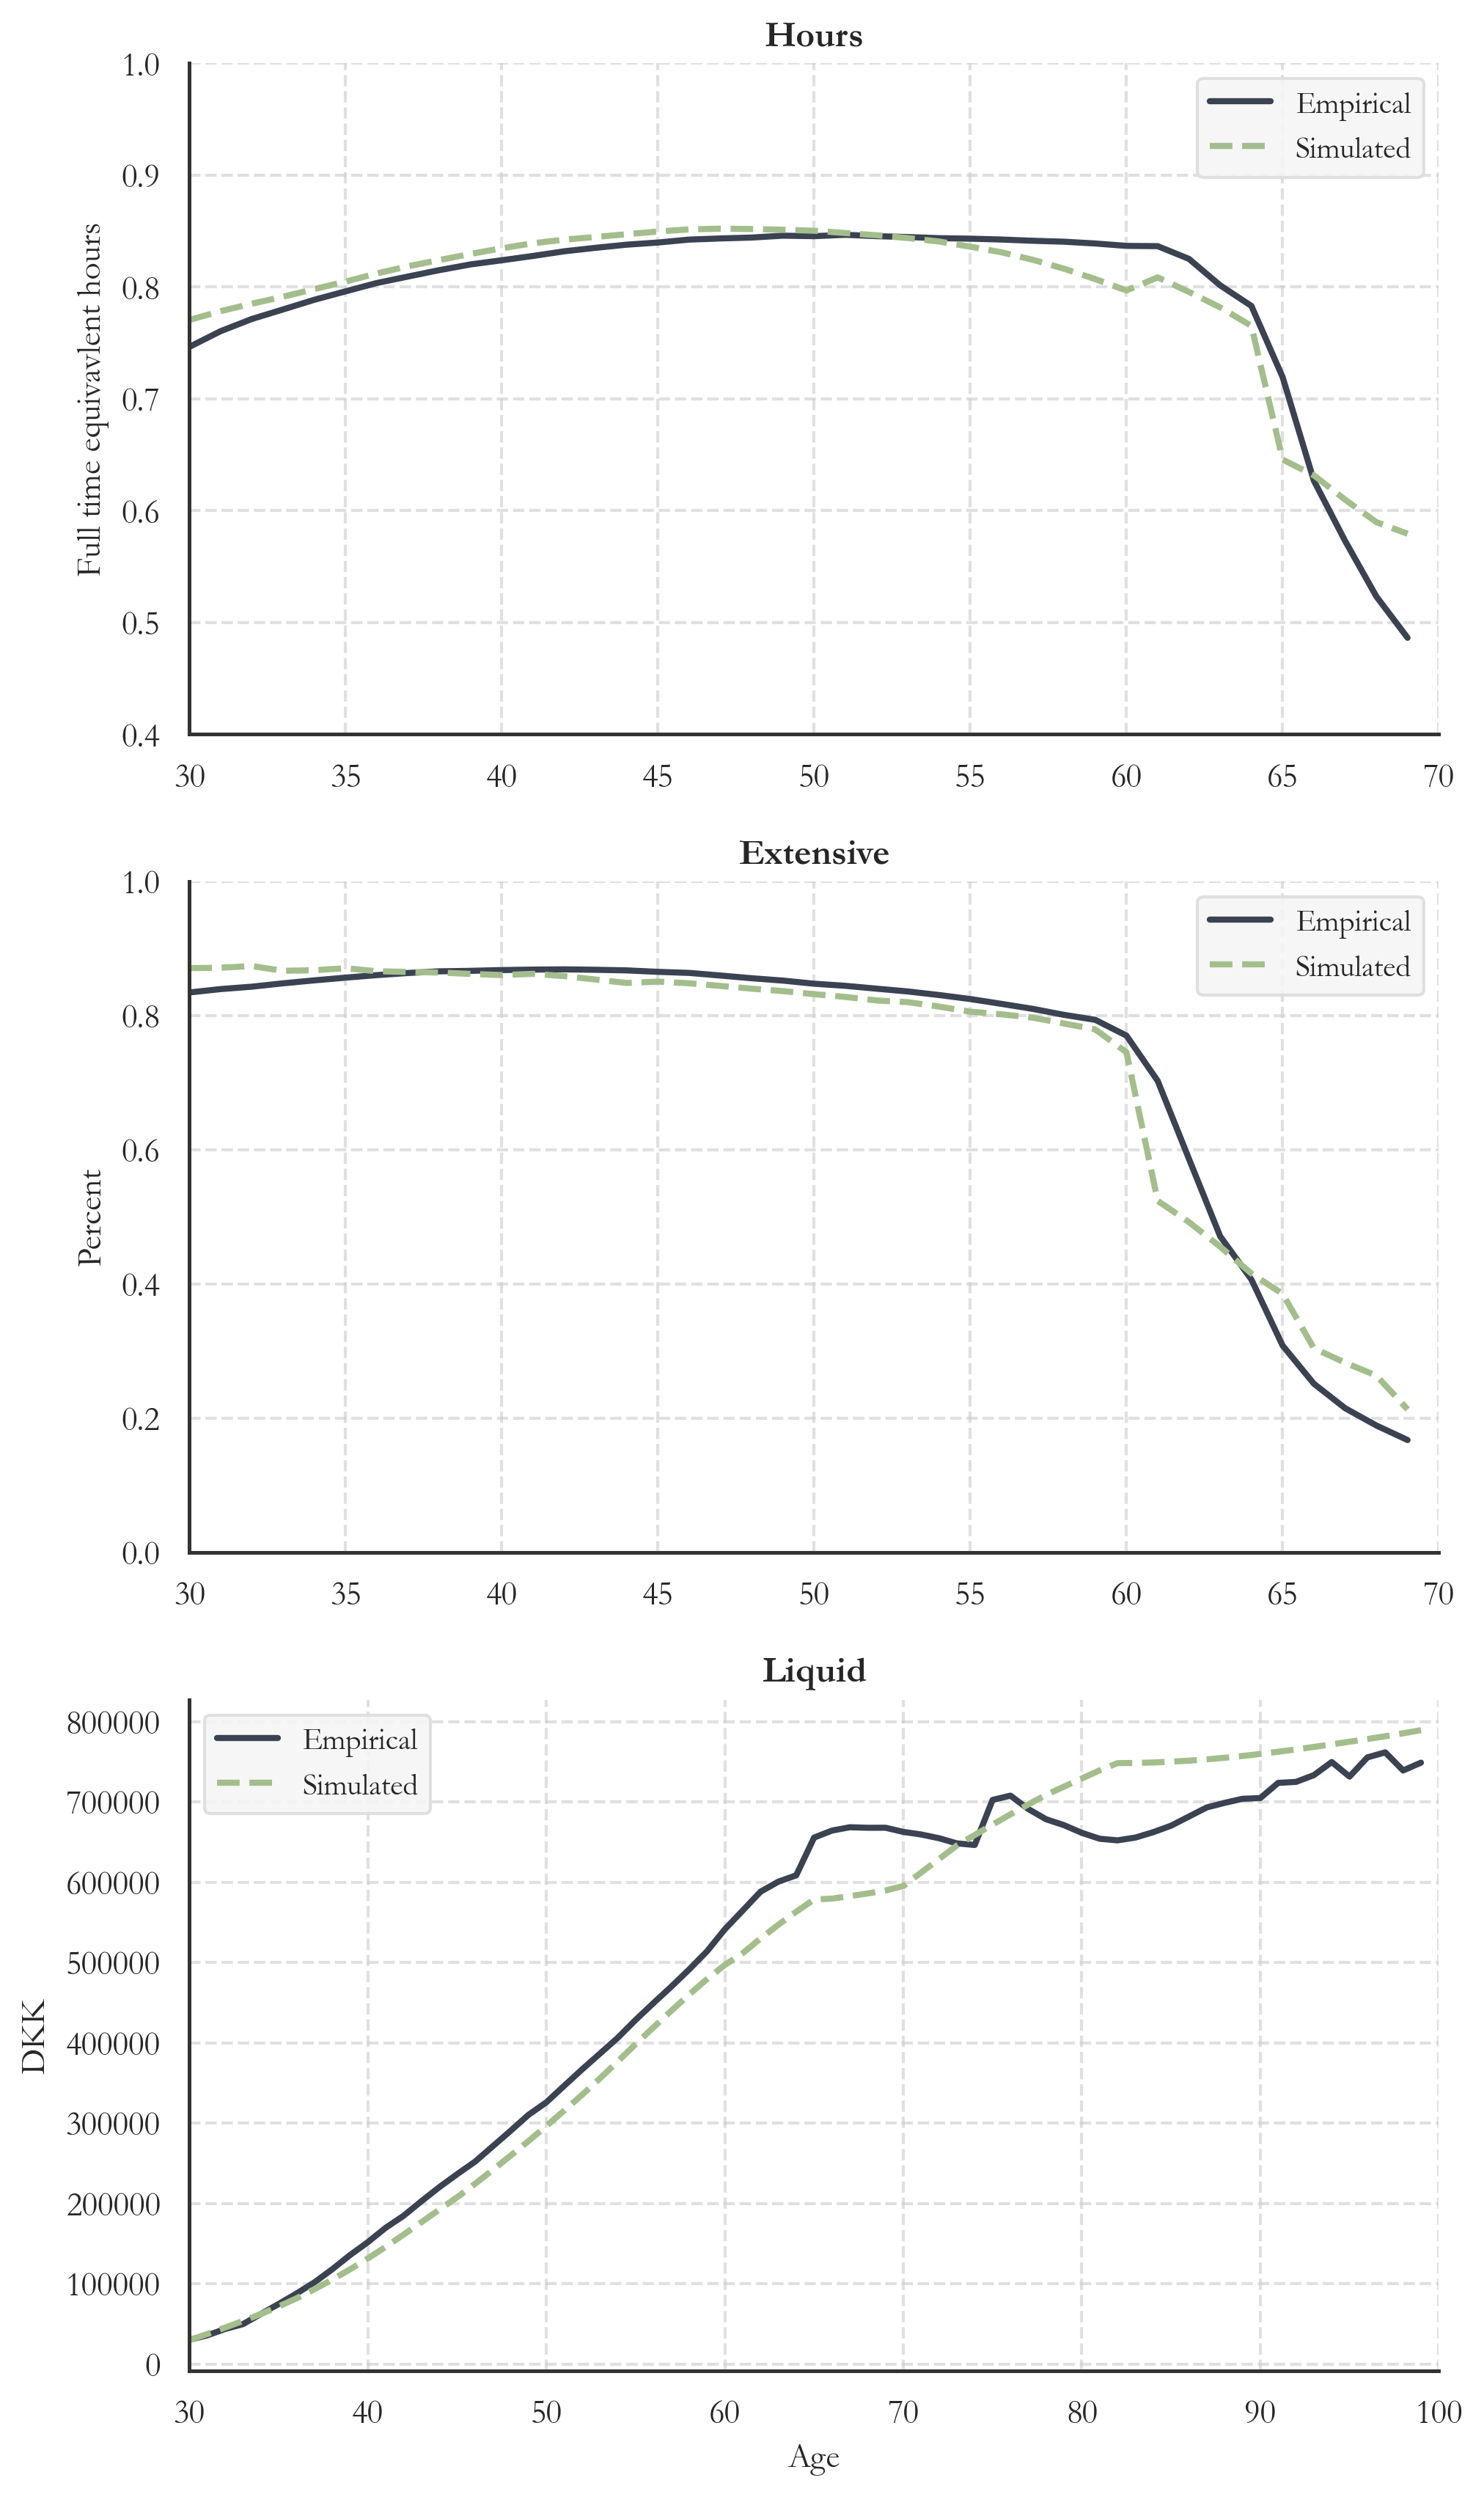 Hours
1.0
0.9
0.8
0.7
0.6
0.5
0.4
Full time equivavlent hours
Empirical
Simulated
30 35 40 45 50 55 60 65 70
Extensive
1.0
0.8
0.6
0.4
0.2
0.0
Percent
Empirical
Simulated
30 35 40 45 50 55 60 65 70
Liquid
800000
700000
600000
500000
400000
300000
200000
100000
0
DKK
Empirical
Simulated
30 40 50 60 70 80 90 100
Age